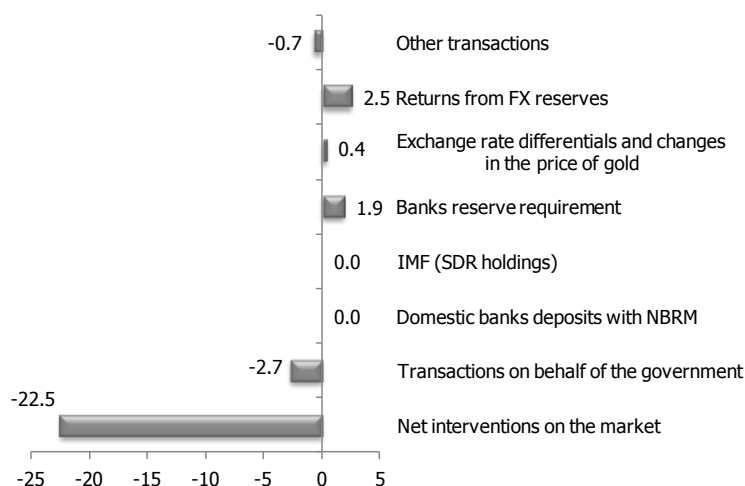 -0.7 Other transactions
2.5 Returns from FX reserves
0.4 Exchange rate differentials and changes
in the price of gold
1.9 Banks reserve requirement
0.0 IMF (SDR holdings)
0.0 Domestic banks deposits with NBRM
-2.7 Transactions on behalf of the government
-22.5 Net interventions on the market
-25 -20 -15 -10 -5 0 5